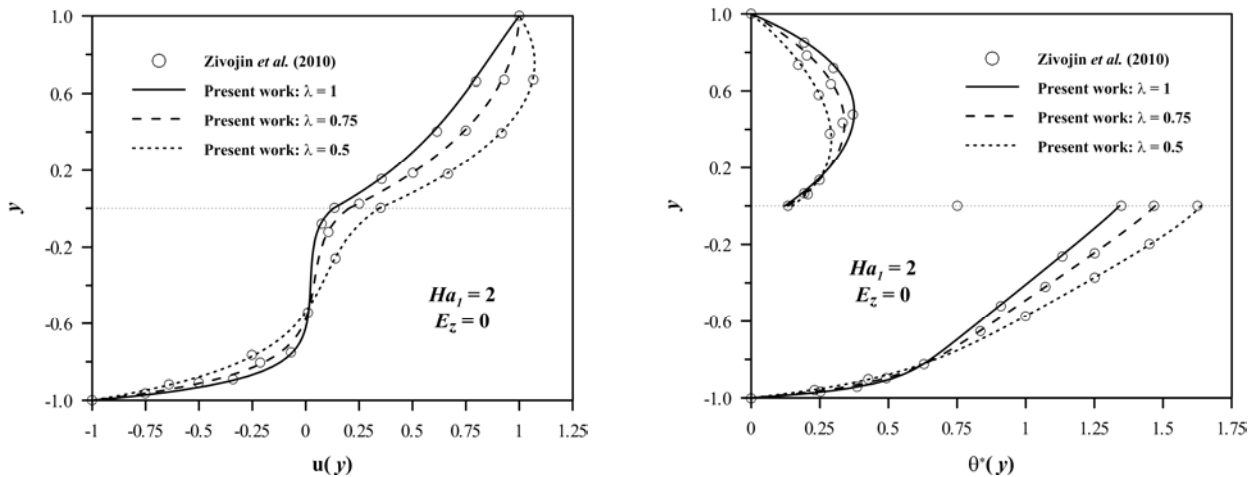 1.0
0.6
0.2
-0.2
-0.6
-1.0
y
Zivojin et al. (2010)
Present work: λ = 1
Present work: λ = 0.75
Present work: λ = 0.5
Ha₁ = 2
E_z = 0
-1 -0.75 -0.5 -0.25 0 0.25 0.5 0.75 1 1.25
u( y)
1.0
0.6
0.2
-0.2
-0.6
-1.0
y
Zivojin et al. (2010)
Present work: λ = 1
Present work: λ = 0.75
Present work: λ = 0.5
Ha₁ = 2
E_z = 0
0 0.25 0.5 0.75 1 1.25 1.5 1.75
θ*( y)